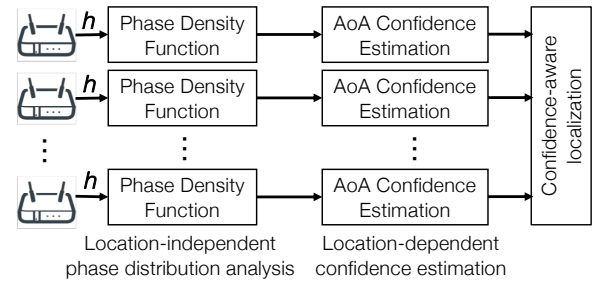 h
Phase Density
Function
AoA Confidence
Estimation
h
Phase Density
Function
AoA Confidence
Estimation
h
Phase Density
Function
AoA Confidence
Estimation
Confidence-aware
localization
Location-independent
phase distribution analysis
Location-dependent
confidence estimation